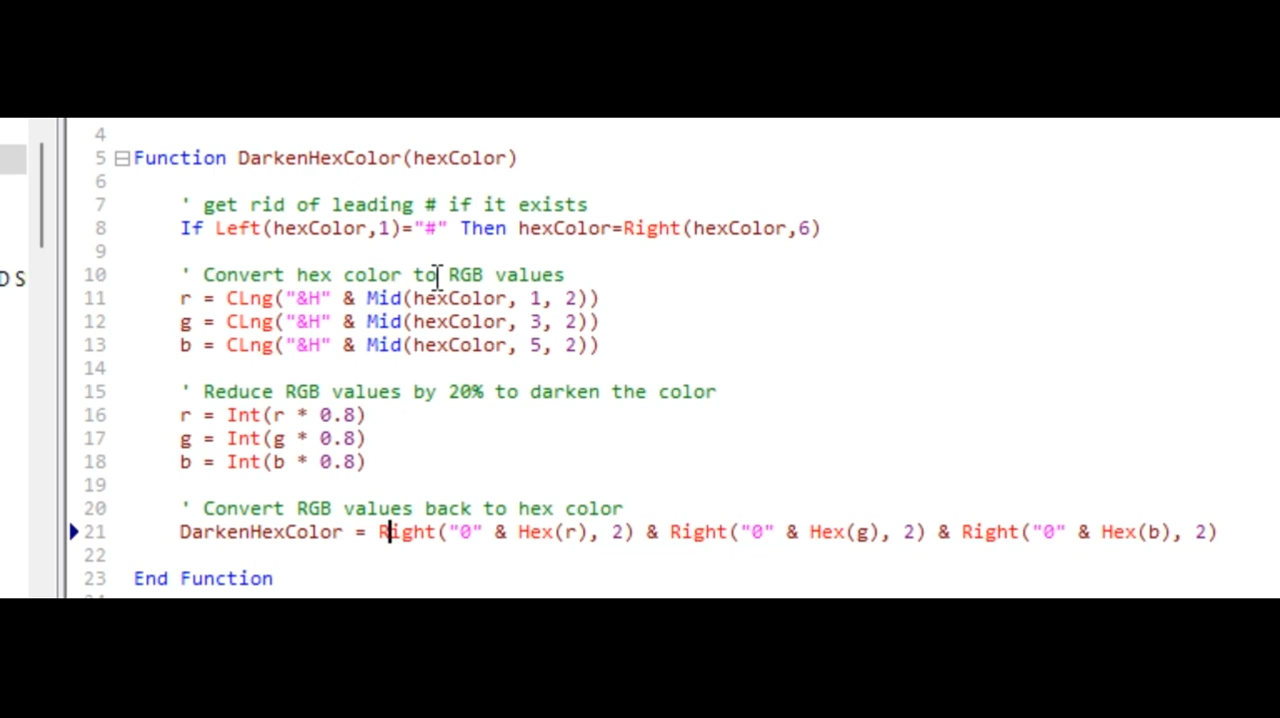 4
5 Function DarkenHexColor(hexColor)
6
7 ' get rid of leading # if it exists
8 If Left(hexColor,1)="#" Then hexColor=Right(hexColor,6)
9
10 ' Convert hex color to RGB values
11 r = CLng("&H" & Mid(hexColor, 1, 2))
12 g = CLng("&H" & Mid(hexColor, 3, 2))
13 b = CLng("&H" & Mid(hexColor, 5, 2))
14
15 ' Reduce RGB values by 20% to darken the color
16 r = Int(r * 0.8)
17 g = Int(g * 0.8)
18 b = Int(b * 0.8)
19
20 ' Convert RGB values back to hex color
21 DarkenHexColor = Right("0" & Hex(r), 2) & Right("0" & Hex(g), 2) & Right("0" & Hex(b), 2)
22
23 End Function
D S